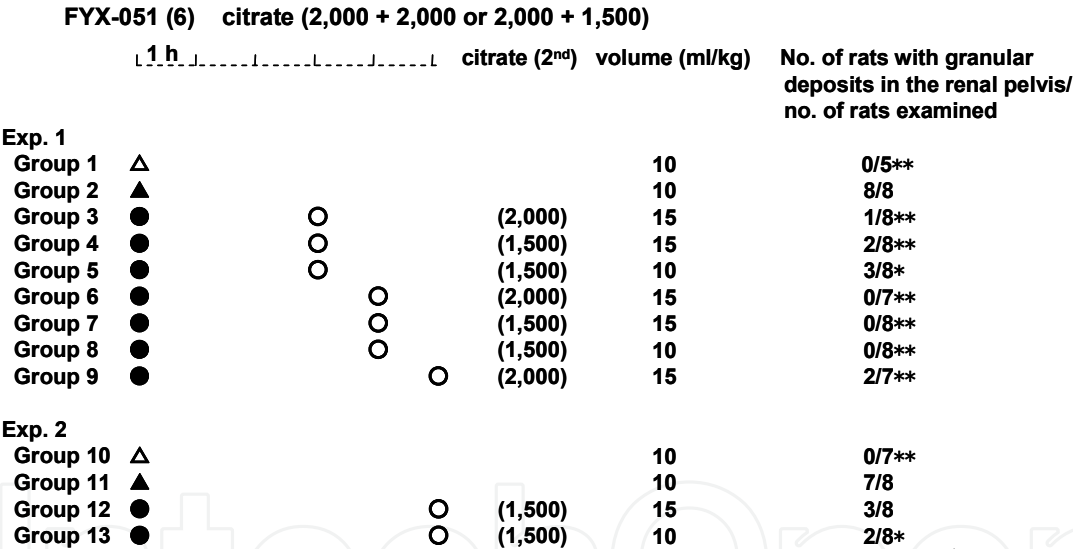 FYX-051 (6) citrate (2,000 + 2,000 or 2,000 + 1,500)
1 h citrate (2nd) volume (ml/kg) No. of rats with granular
deposits in the renal pelvis/
no. of rats examined
Exp. 1
Group 1 △ 10 0/5**
Group 2 ▲ 10 8/8
Group 3 ● ○ (2,000) 15 1/8**
Group 4 ● ○ (1,500) 15 2/8**
Group 5 ● ○ (1,500) 10 3/8*
Group 6 ● ○ (2,000) 15 0/7**
Group 7 ● ○ (1,500) 15 0/8**
Group 8 ● ○ (1,500) 10 0/8**
Group 9 ● ○ (2,000) 15 2/7**
Exp. 2
Group 10 △ 10 0/7**
Group 11 ▲ 10 7/8
Group 12 ● ○ (1,500) 15 3/8
Group 13 ● ○ (1,500) 10 2/8*